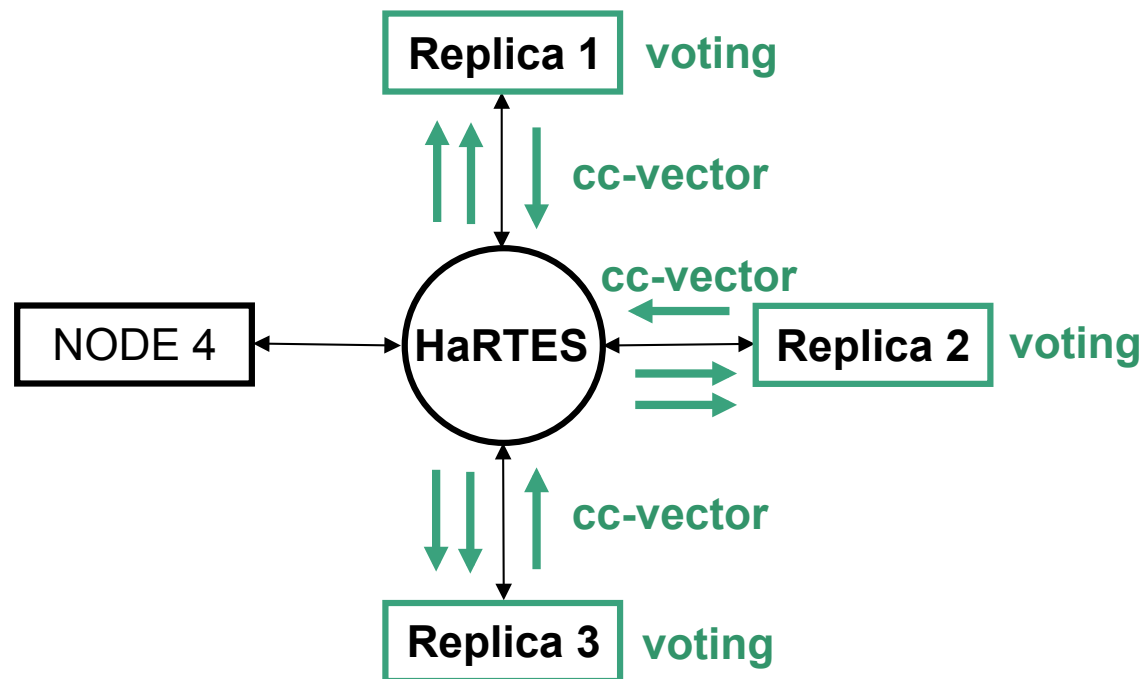 Replica 1 voting
cc-vector
cc-vector
NODE 4 HaRTES Replica 2 voting
cc-vector
Replica 3 voting